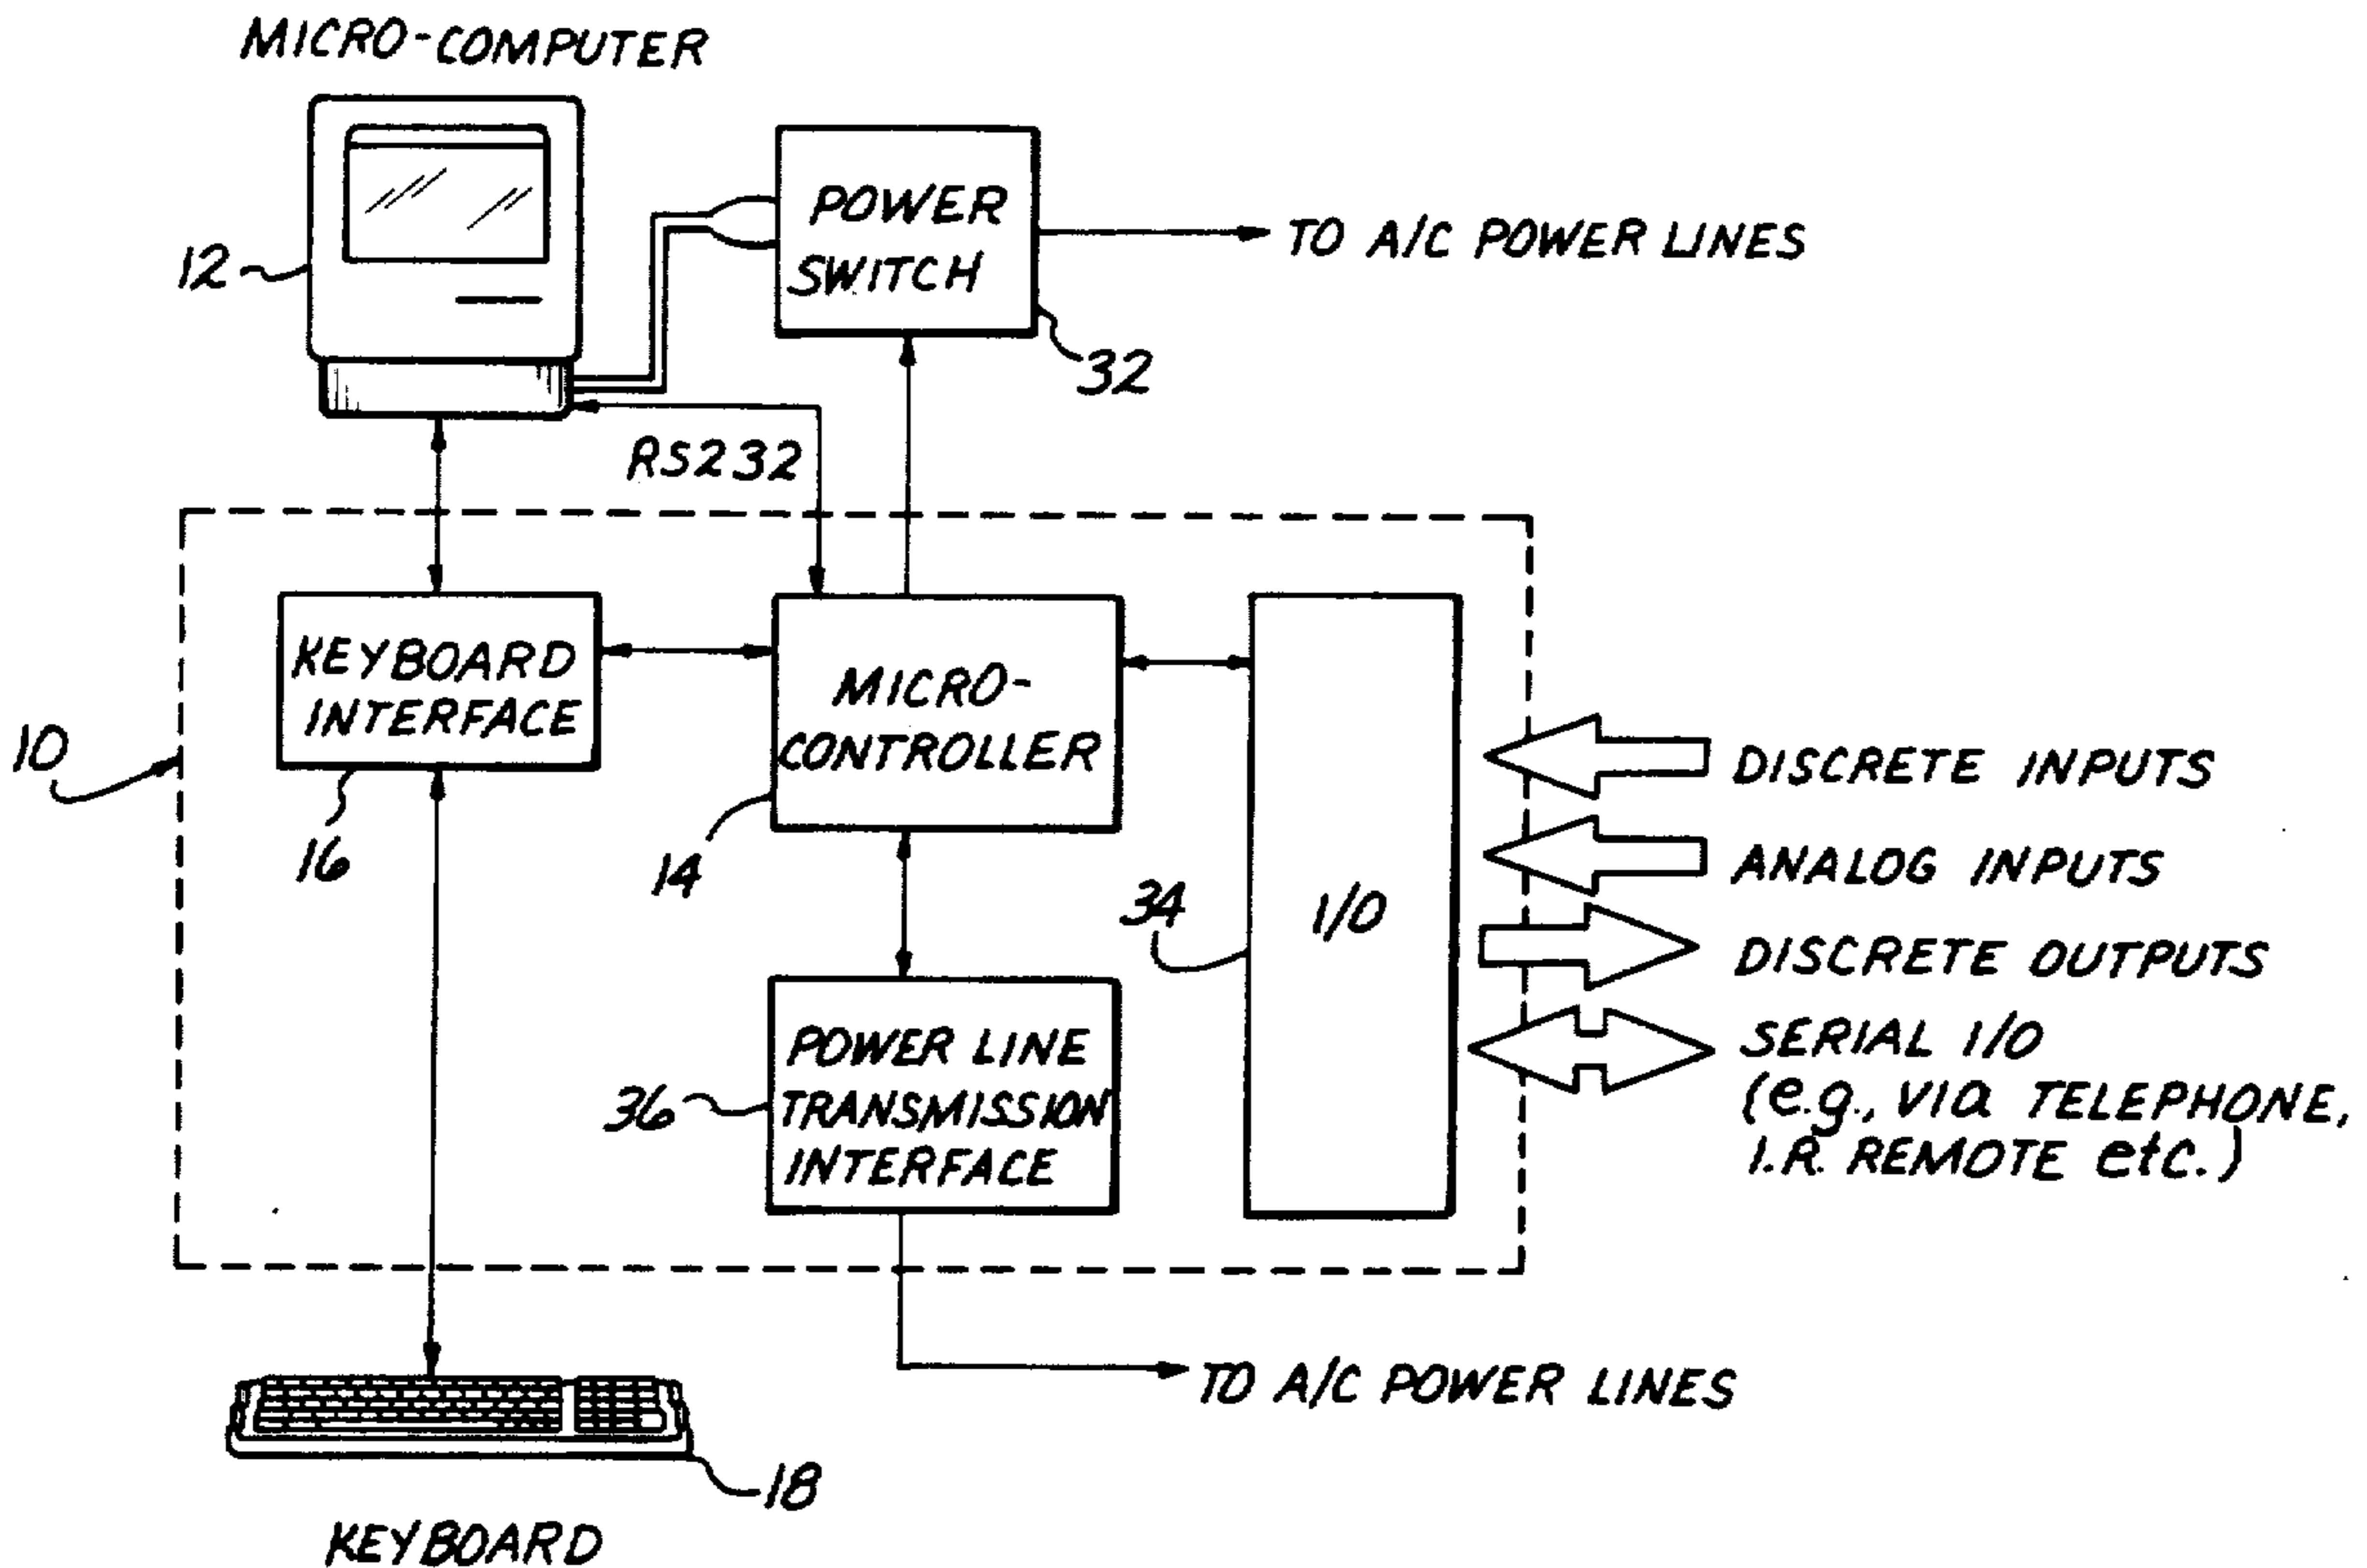 MICRO-COMPUTER
12
POWER
SWITCH
TO A/C POWER LINES
32
RS232
10
KEYBOARD
INTERFACE
16
MICRO-
CONTROLLER
14
I/O
34
DISCRETE INPUTS
ANALOG INPUTS
DISCRETE OUTPUTS
SERIAL I/O
(e.g., via TELEPHONE,
I.R. REMOTE etc.)
POWER LINE
TRANSMISSION
INTERFACE
36
TO A/C POWER LINES
18
KEYBOARD